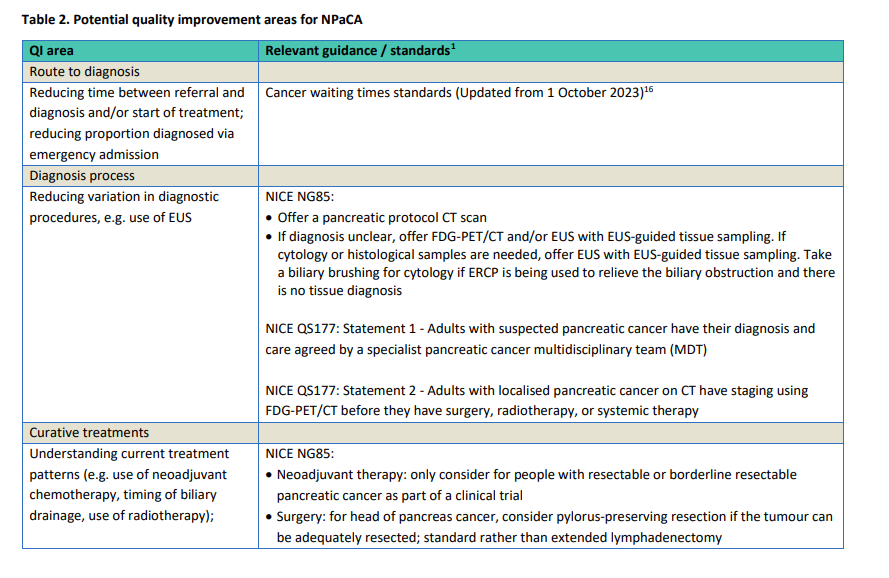 Table 2. Potential quality improvement areas for NPaCA
QI area
Relevant guidance / standards¹
Route to diagnosis
Reducing time between referral and
diagnosis and/or start of treatment;
reducing proportion diagnosed via
emergency admission
Cancer waiting times standards (Updated from 1 October 2023)¹⁶
Diagnosis process
Reducing variation in diagnostic
procedures, e.g. use of EUS
NICE NG85:
• Offer a pancreatic protocol CT scan
• If diagnosis unclear, offer FDG-PET/CT and/or EUS with EUS-guided tissue sampling. If
cytology or histological samples are needed, offer EUS with EUS-guided tissue sampling. Take
a biliary brushing for cytology if ERCP is being used to relieve the biliary obstruction and there
is no tissue diagnosis
NICE QS177: Statement 1 - Adults with suspected pancreatic cancer have their diagnosis and
care agreed by a specialist pancreatic cancer multidisciplinary team (MDT)
NICE QS177: Statement 2 - Adults with localised pancreatic cancer on CT have staging using
FDG-PET/CT before they have surgery, radiotherapy, or systemic therapy
Curative treatments
Understanding current treatment
patterns (e.g. use of neoadjuvant
chemotherapy, timing of biliary
drainage, use of radiotherapy);
NICE NG85:
• Neoadjuvant therapy: only consider for people with resectable or borderline resectable
pancreatic cancer as part of a clinical trial
• Surgery: for head of pancreas cancer, consider pylorus-preserving resection if the tumour can
be adequately resected; standard rather than extended lymphadenectomy